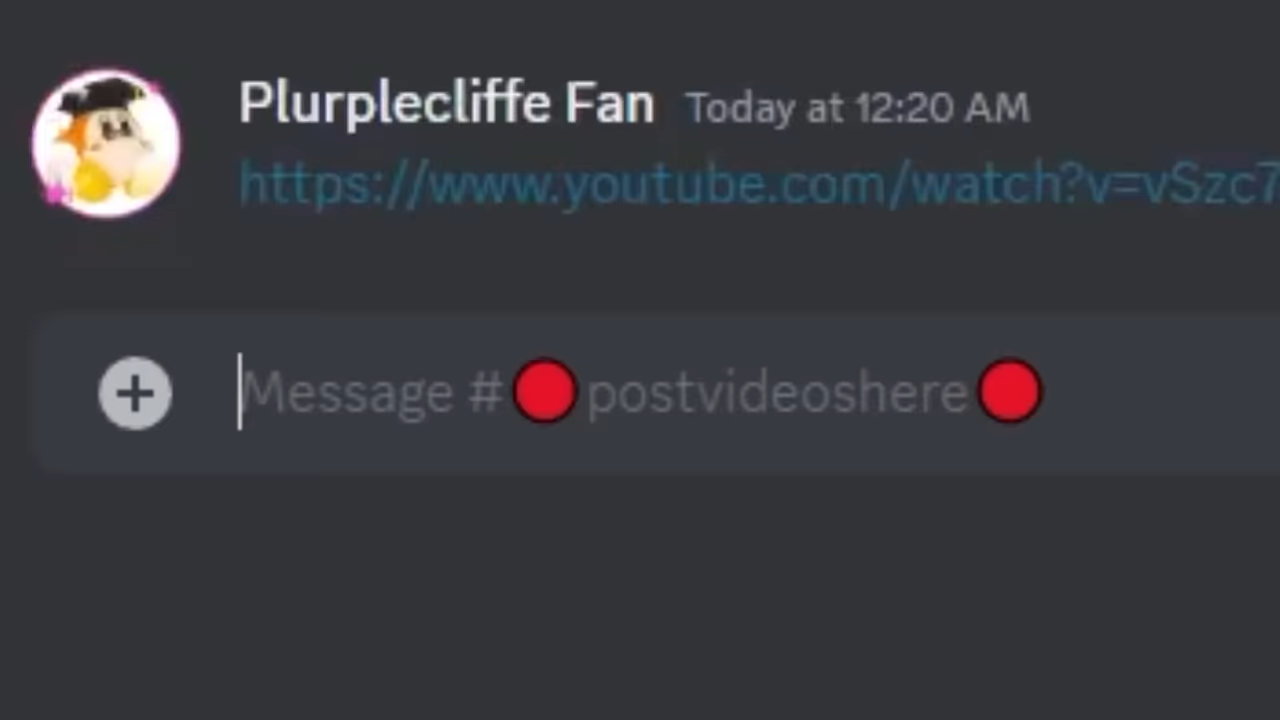 Plurplecliffe Fan Today at 12:20 AM
https://www.youtube.com/watch?v=vSzc7
Message #🔴postvideoshere🔴